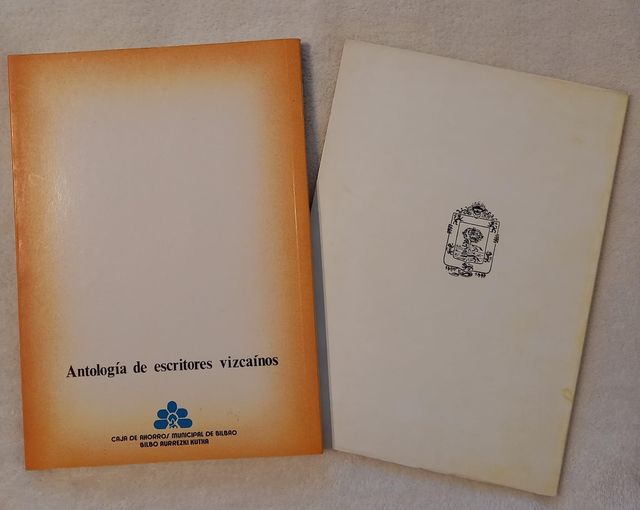 Antología de escritores vizcaínos
CAJA DE AHORROS MUNICIPAL DE BILBAO
BILBO AURREZKI KUTXA